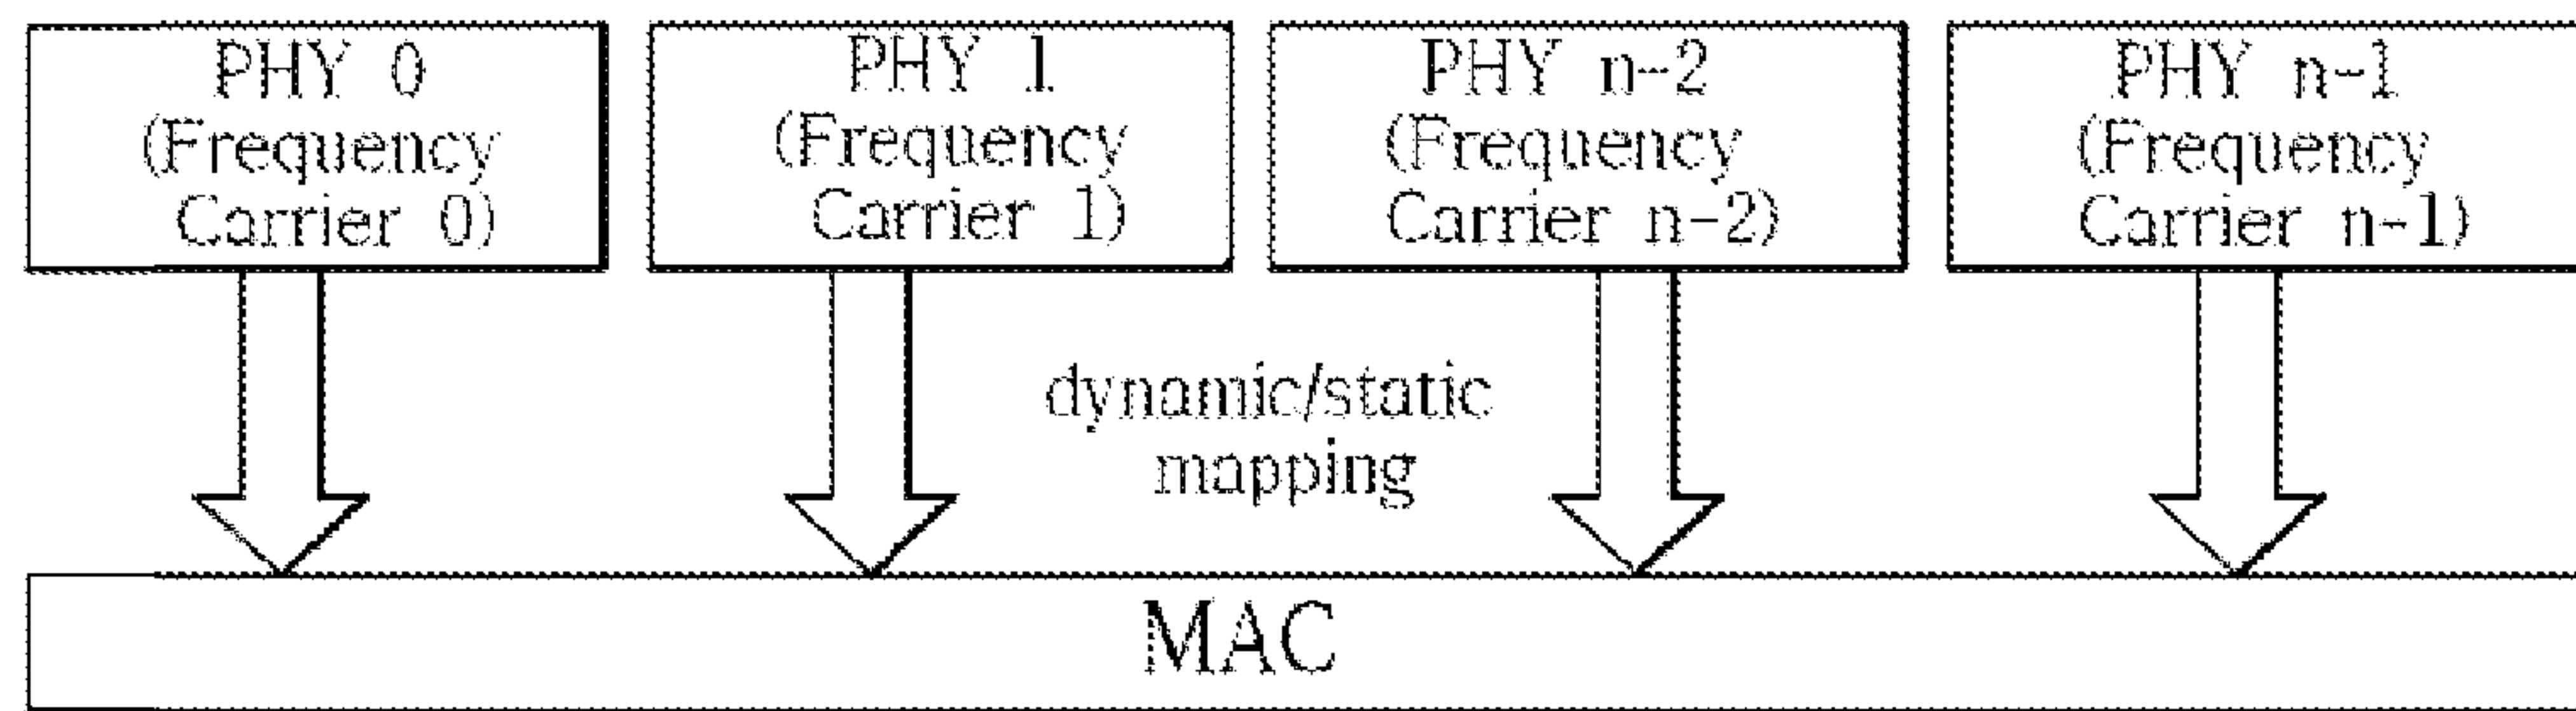 PHY 0
(Frequency
Carrier 0)
PHY 1
(Frequency
Carrier 1)
PHY n-2
(Frequency
Carrier n-2)
PHY n-1
(Frequency
Carrier n-1)
dynamic/static
mapping
MAC